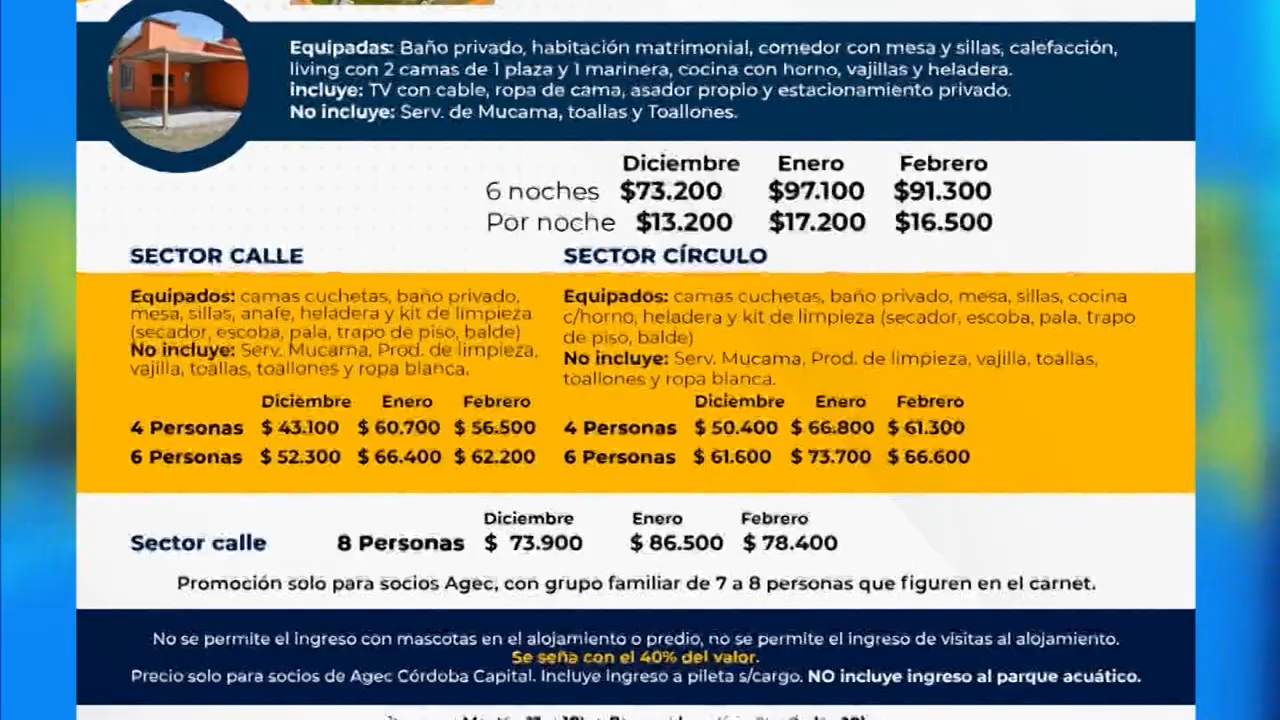 Equipadas: Baño privado, habitación matrimonial, comedor con mesa y sillas, calefacción,
living con 2 camas de 1 plaza y 1 marinera, cocina con horno, vajillas y heladera.
incluye: TV con cable, ropa de cama, asador propio y estacionamiento privado.
No incluye: Serv. de Mucama, toallas y Toallones.
Diciembre Enero Febrero
6 noches $73.200 $97.100 $91.300
Por noche $13.200 $17.200 $16.500
SECTOR CALLE
Equipados: camas cuchetas, baño privado,
mesa, sillas, anafe, heladera y kit de limpieza
(secador, escoba, pala, trapo de piso, balde)
No incluye: Serv. Mucama, Prod. de limpieza,
vajilla, toallas, toallones y ropa blanca.
Diciembre Enero Febrero
4 Personas $ 43.100 $ 60.700 $ 56.500
6 Personas $ 52.300 $ 66.400 $ 62.200
SECTOR CÍRCULO
Equipados: camas cuchetas, baño privado, mesa, sillas, cocina
c/horno, heladera y kit de limpieza (secador, escoba, pala, trapo
de piso, balde)
No incluye: Serv. Mucama, Prod. de limpieza, vajilla, toallas,
toallones y ropa blanca.
Diciembre Enero Febrero
4 Personas $ 50.400 $ 66.800 $ 61.300
6 Personas $ 61.600 $ 73.700 $ 66.600
Diciembre Enero Febrero
Sector calle 8 Personas $ 73.900 $ 86.500 $ 78.400
Promoción solo para socios Agec, con grupo familiar de 7 a 8 personas que figuren en el carnet.
No se permite el ingreso con mascotas en el alojamiento o predio, no se permite el ingreso de visitas al alojamiento.
Se seña con el 40% del valor.
Precio solo para socios de Agec Córdoba Capital. Incluye Ingreso a pileta s/cargo. NO incluye ingreso al parque acuático.